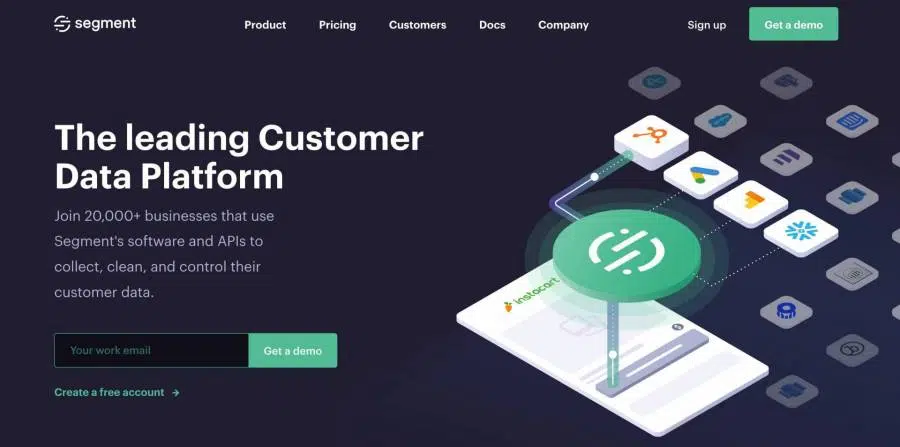 segment
Product
Pricing
Customers
Docs
Company
Sign up
Get a demo
The leading Customer
Data Platform
Join 20,000+ businesses that use
Segment's software and APIs to
collect, clean, and control their
customer data.
Your work email
Get a demo
Create a free account →
instacart